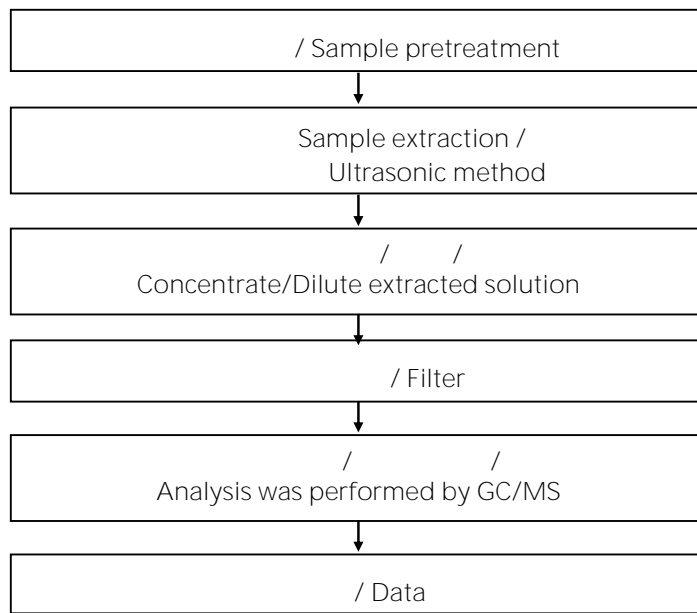 / Sample pretreatment
Sample extraction /
Ultrasonic method
/ /
Concentrate/Dilute extracted solution
/ Filter
/ /
Analysis was performed by GC/MS
/ Data